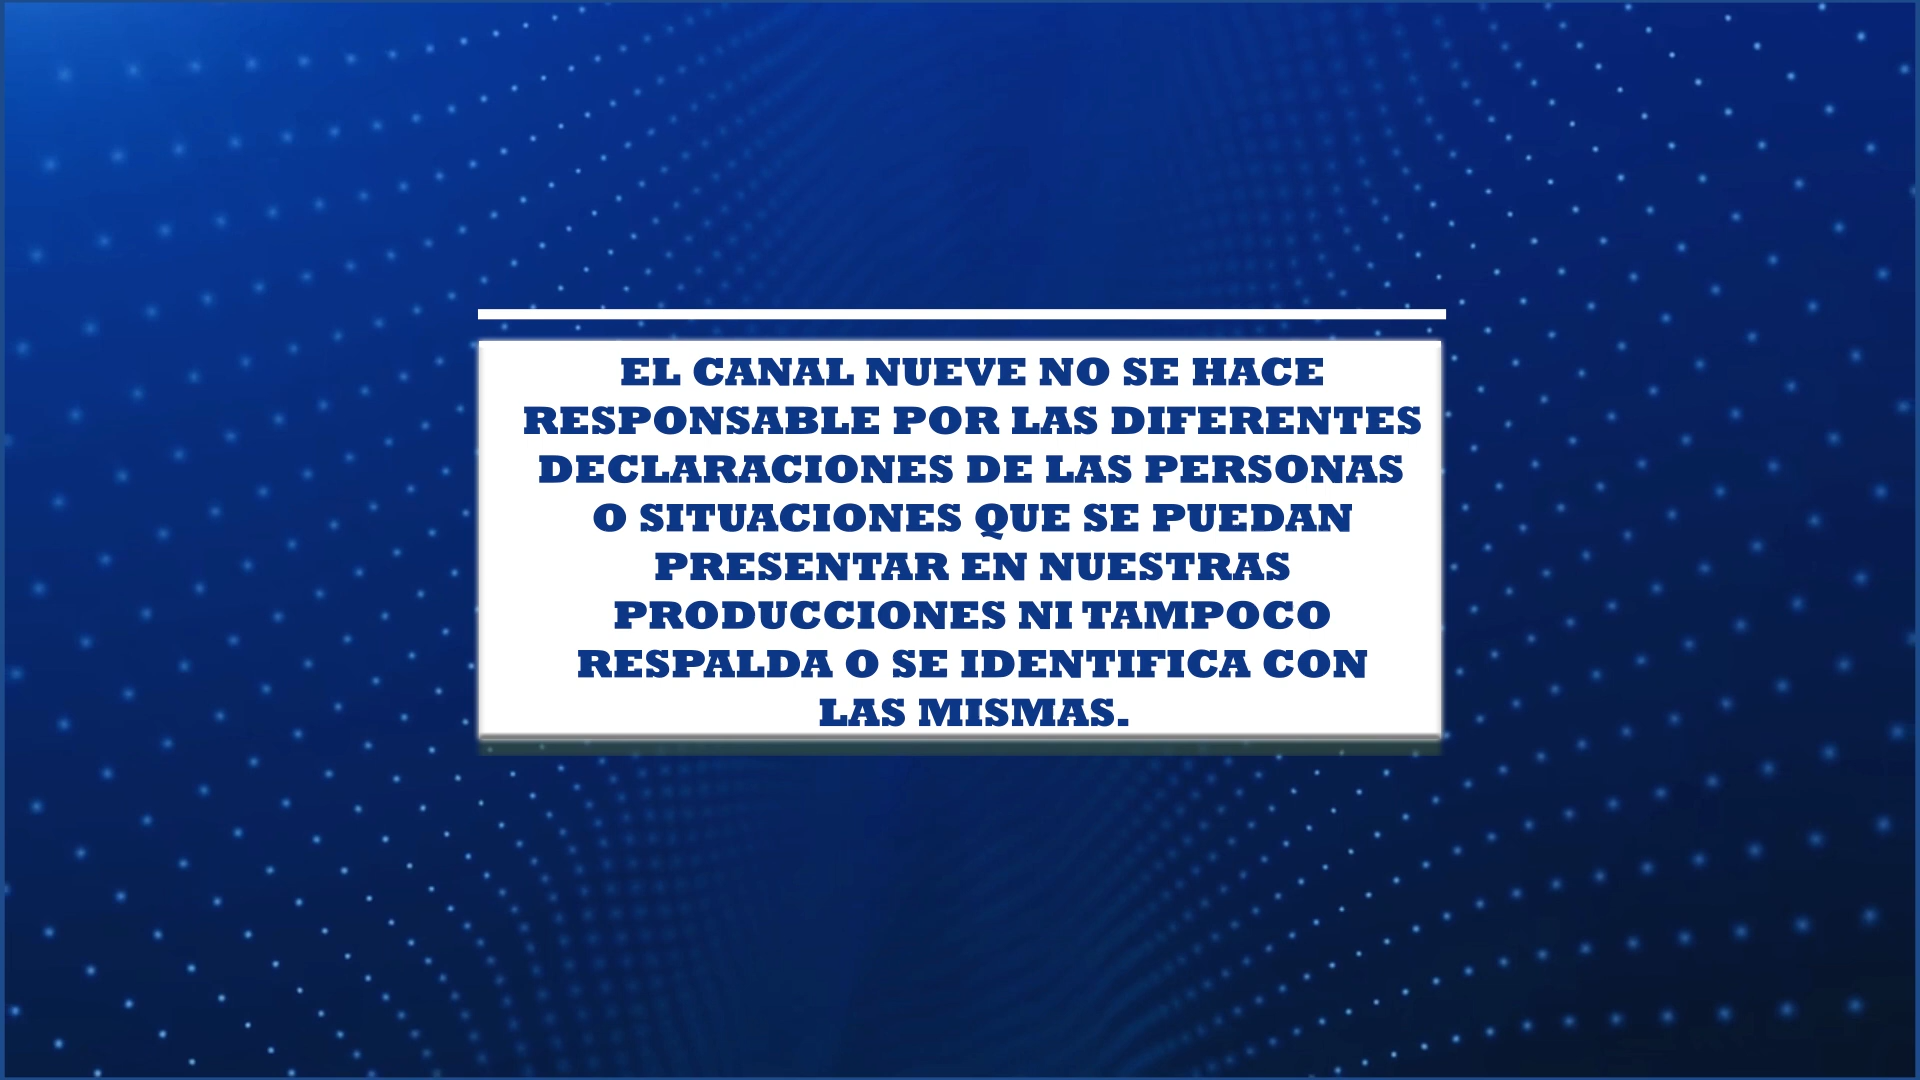 EL CANAL NUEVE NO SE HACE
RESPONSABLE POR LAS DIFERENTES
DECLARACIONES DE LAS PERSONAS
O SITUACIONES QUE SE PUEDAN
PRESENTAR EN NUESTRAS
PRODUCCIONES NI TAMPOCO
RESPALDA O SE IDENTIFICA CON
LAS MISMAS.